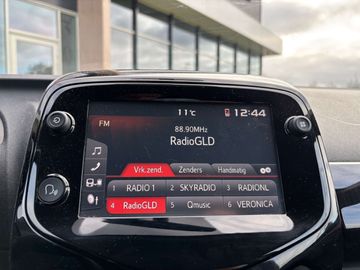 11°C 12:44
FM
88.90MHz
RadioGLD
Vrk.zend. Zenders Handmatig
1 RADIO 1 2 SKYRADIO 3 RADIONL
4 RadioGLD 5 Qmusic 6 VERONICA